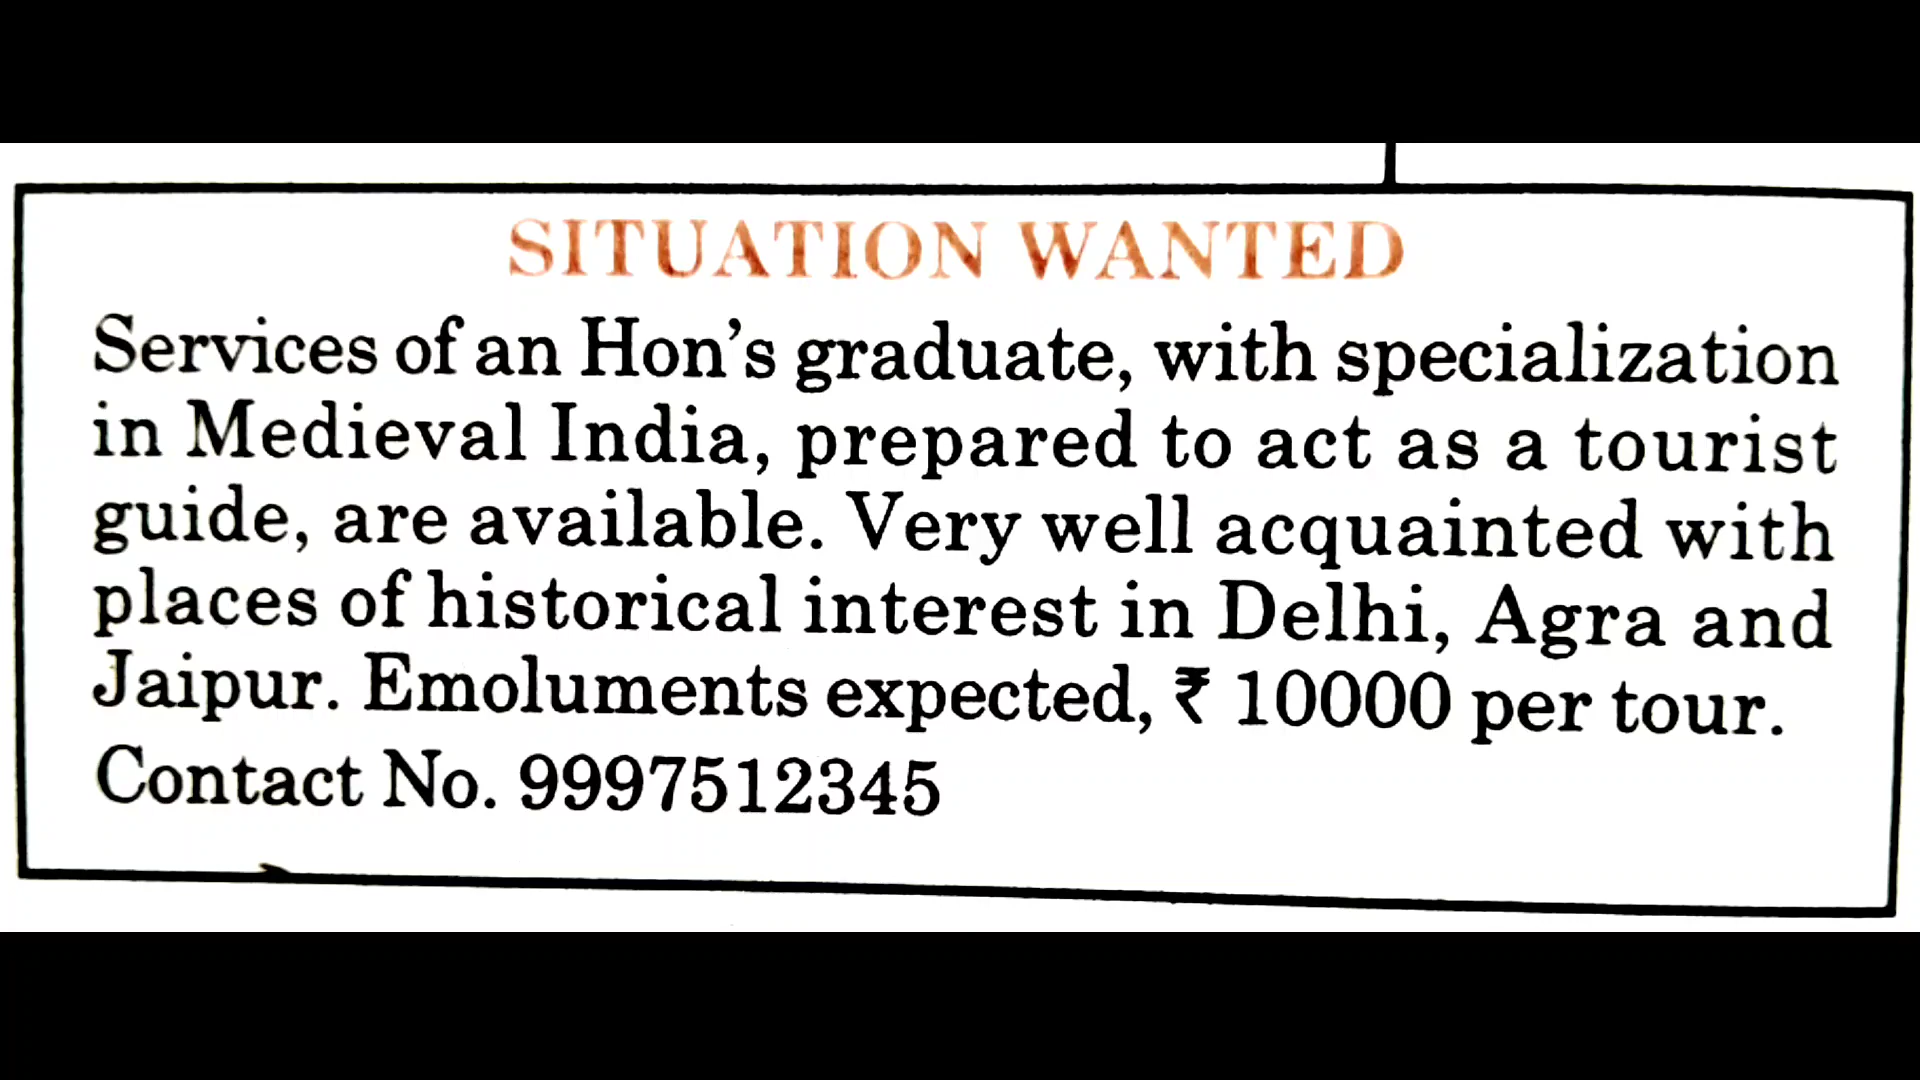 SITUATION WANTED
Services of an Hon's graduate, with specialization
in Medieval India, prepared to act as a tourist
guide, are available. Very well acquainted with
places of historical interest in Delhi, Agra and
Jaipur. Emoluments expected, ₹ 10000 per tour.
Contact No. 9997512345